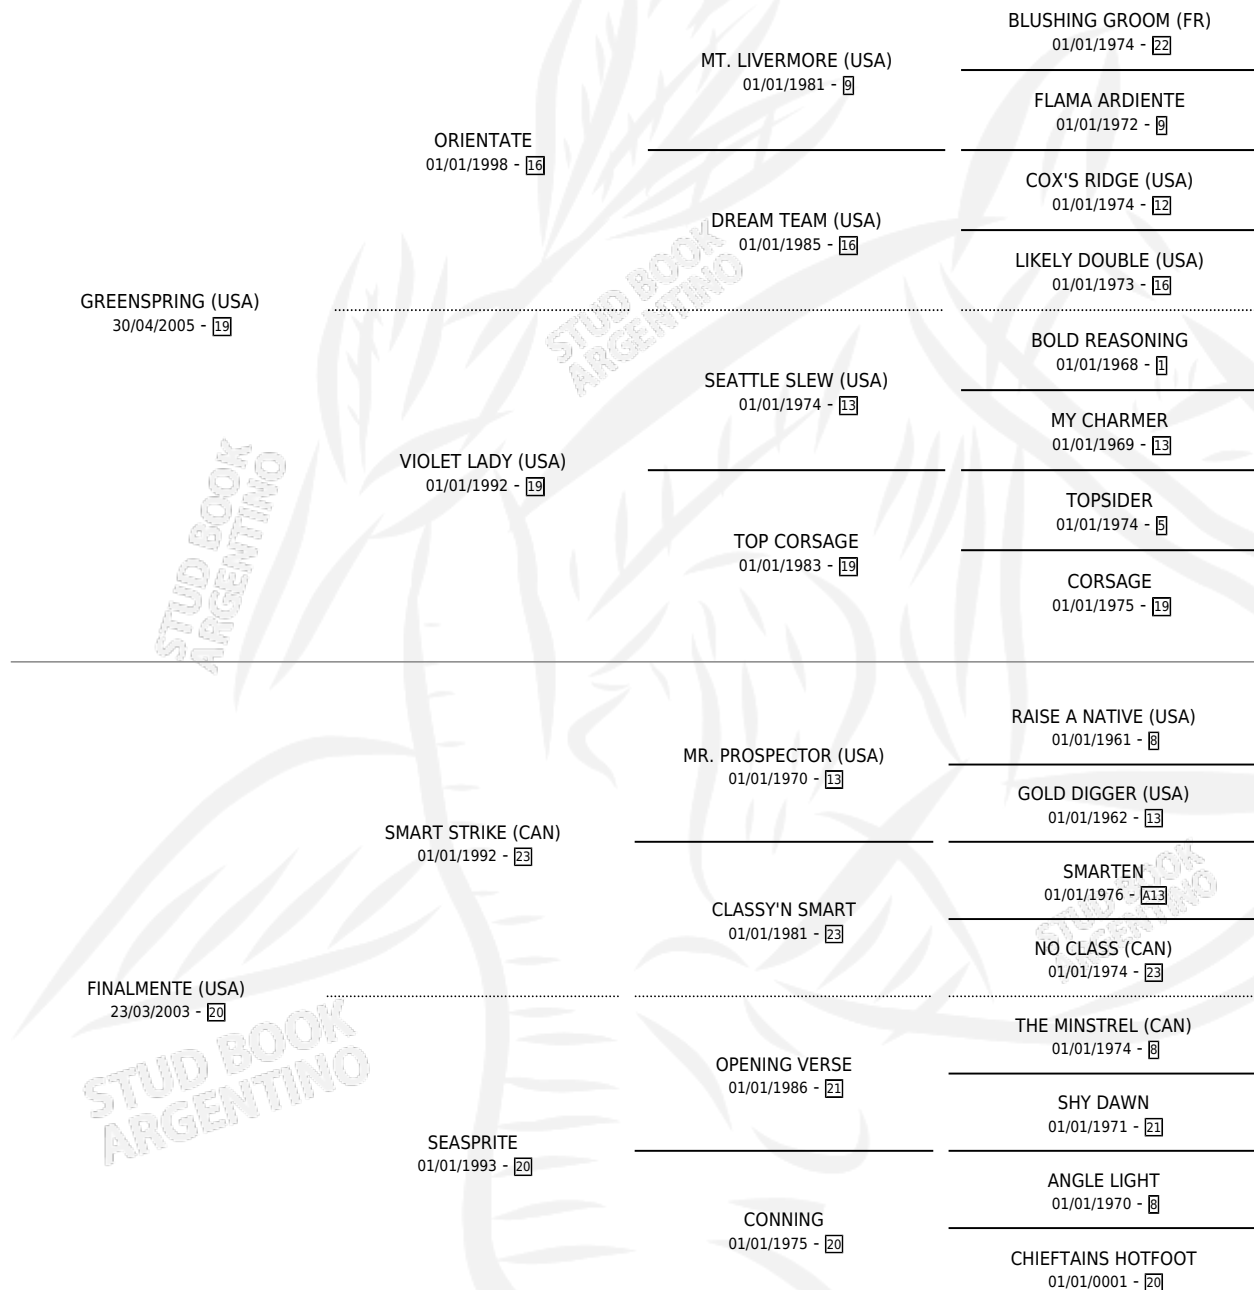 BLUSHING GROOM (FR)
01/01/1974 - 22
MT. LIVERMORE (USA)
01/01/1981 - 9
FLAMA ARDIENTE
01/01/1972 - 9
ORIENTATE
01/01/1998 - 16
COX'S RIDGE (USA)
01/01/1974 - 12
DREAM TEAM (USA)
01/01/1985 - 16
LIKELY DOUBLE (USA)
01/01/1973 - 16
GREENSPRING (USA)
30/04/2005 - 19
BOLD REASONING
01/01/1968 - 1
SEATTLE SLEW (USA)
01/01/1974 - 13
MY CHARMER
01/01/1969 - 13
VIOLET LADY (USA)
01/01/1992 - 19
TOPSIDER
01/01/1974 - 5
TOP CORSAGE
01/01/1983 - 19
CORSAGE
01/01/1975 - 19
STUD BOOK
ARGENTINO
STUD BOOK
ARGENTINO
RAISE A NATIVE (USA)
01/01/1961 - 8
MR. PROSPECTOR (USA)
01/01/1970 - 13
GOLD DIGGER (USA)
01/01/1962 - 13
SMART STRIKE (CAN)
01/01/1992 - 23
SMARTEN
01/01/1976 - A13
CLASSY'N SMART
01/01/1981 - 23
NO CLASS (CAN)
01/01/1974 - 23
FINALMENTE (USA)
23/03/2003 - 20
THE MINSTREL (CAN)
01/01/1974 - 8
OPENING VERSE
01/01/1986 - 21
SHY DAWN
01/01/1971 - 21
SEASPRITE
01/01/1993 - 20
ANGLE LIGHT
01/01/1970 - 8
CONNING
01/01/1975 - 20
CHIEFTAINS HOTFOOT
01/01/0001 - 20
STUD BOOK
ARGENTINO
STUD BOOK
ARGENTINO